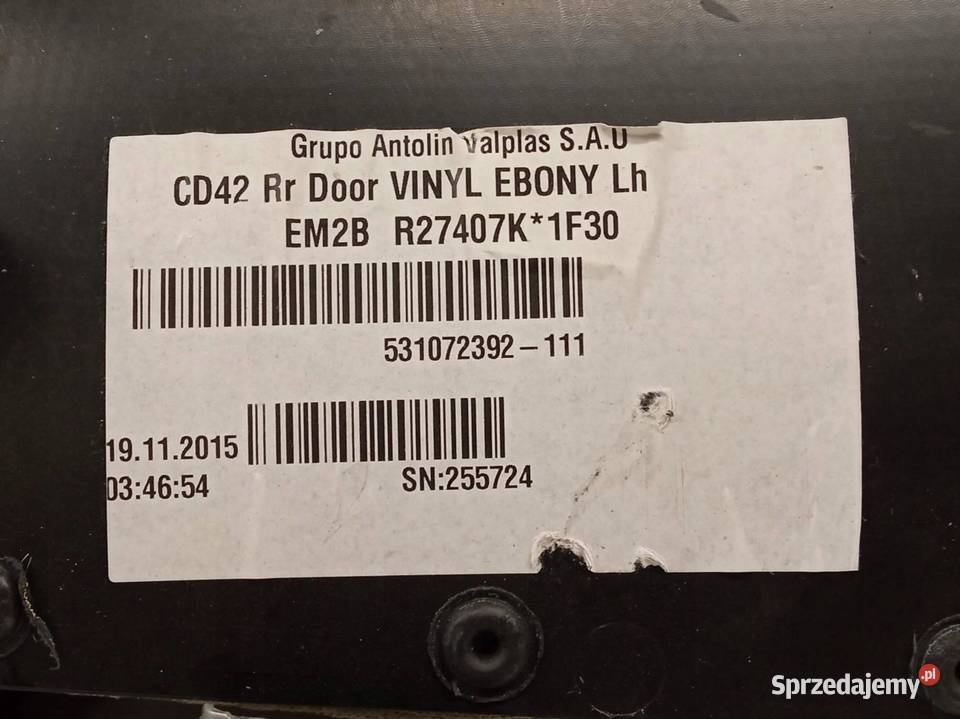 Grupo Antolin Valplas S.A.U
CD42 Rr Door VINYL EBONY Lh
EM2B R27407K*1F30
531072392-111
19.11.2015
03:46:54
SN:255724
Sprzedajemy.pl